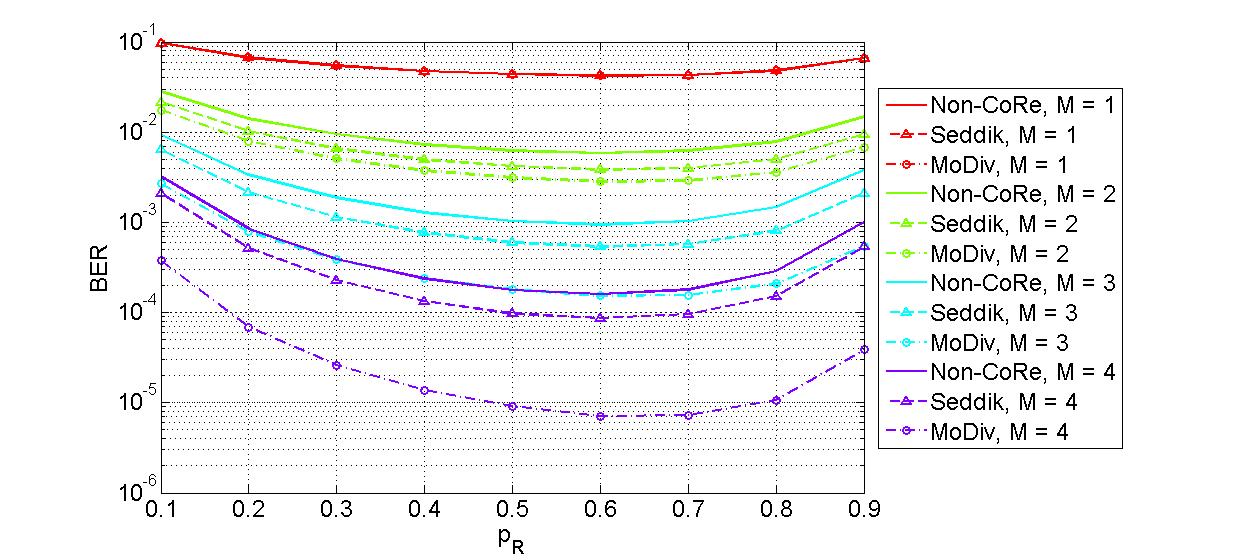 10-1
10-2
10-3
10-4
10-5
10-6
BER
0.1 0.2 0.3 0.4 0.5 0.6 0.7 0.8 0.9
pR
Non-CoRe, M = 1
Seddik, M = 1
MoDiv, M = 1
Non-CoRe, M = 2
Seddik, M = 2
MoDiv, M = 2
Non-CoRe, M = 3
Seddik, M = 3
MoDiv, M = 3
Non-CoRe, M = 4
Seddik, M = 4
MoDiv, M = 4